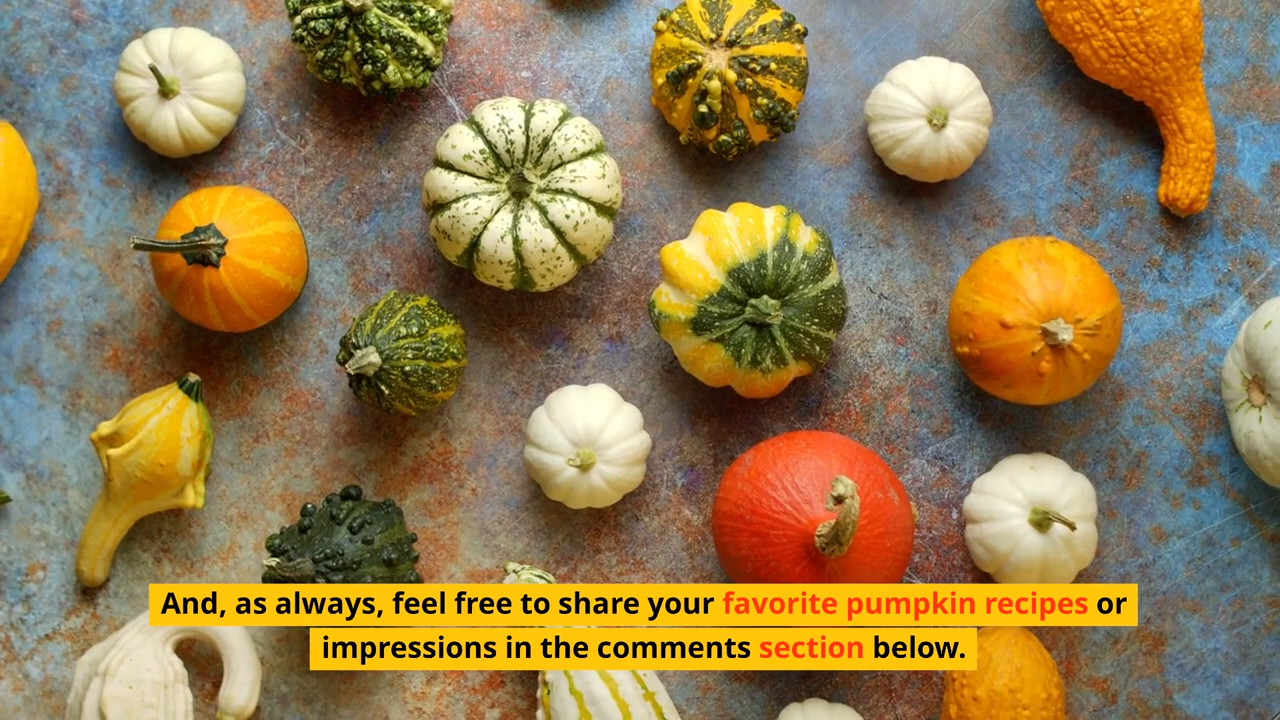 And, as always, feel free to share your favorite pumpkin recipes or
impressions in the comments section below.